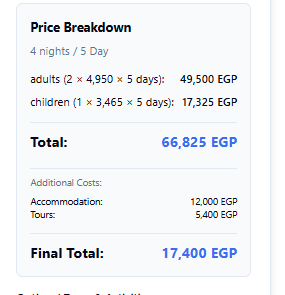 Price Breakdown
4 nights / 5 Day
adults (2 × 4,950 × 5 days): 49,500 EGP
children (1 × 3,465 × 5 days): 17,325 EGP
Total: 66,825 EGP
Additional Costs:
Accommodation: 12,000 EGP
Tours: 5,400 EGP
Final Total: 17,400 EGP